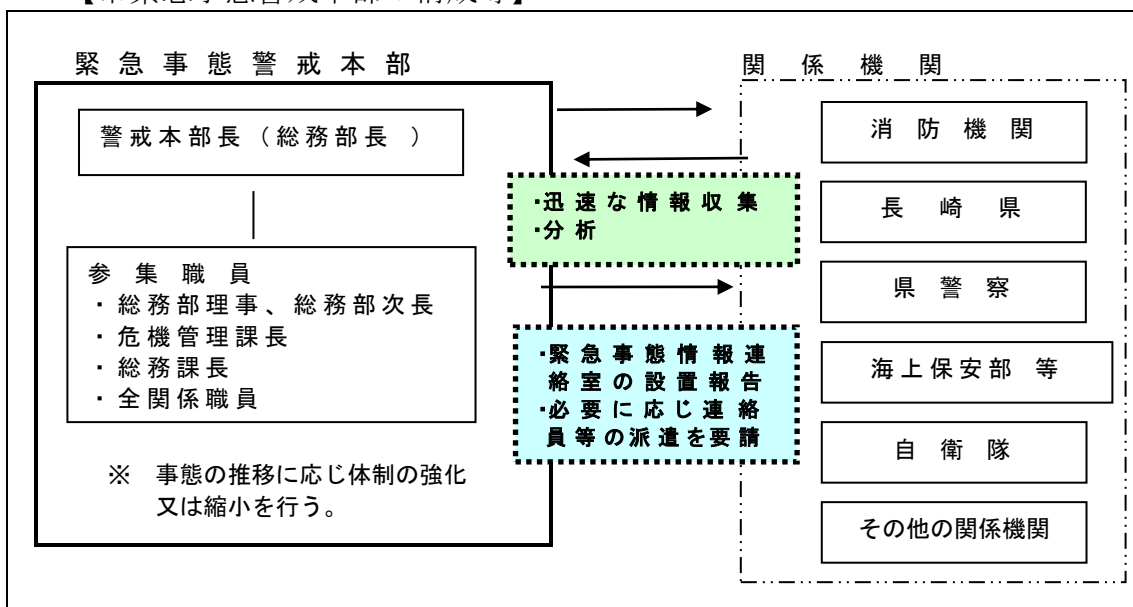 緊急事態警戒本部
警戒本部長（総務部長 ）
参集職員
・総務部理事、総務部次長
・危機管理課長
・総務課長
・全関係職員
※ 事態の推移に応じ体制の強化
又は縮小を行う。
・迅速な情報収集
・分析
・緊急事態情報連
絡室の設置報告
・必要に応じ連絡
員等の派遣を要請
関係機関
消防機関
長崎県
県警察
海上保安部 等
自衛隊
その他の関係機関